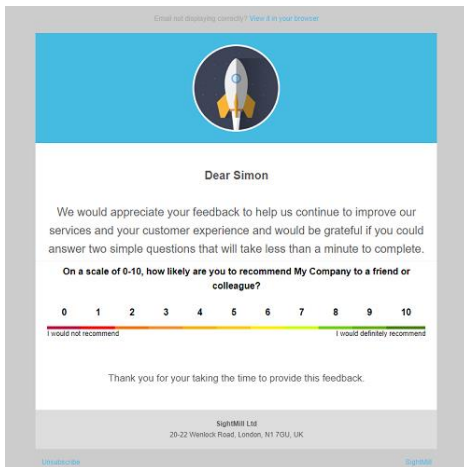 Email not displaying correctly? View it in your browser
Dear Simon
We would appreciate your feedback to help us continue to improve our
services and your customer experience and would be grateful if you could
answer two simple questions that will take less than a minute to complete.
On a scale of 0-10, how likely are you to recommend My Company to a friend or
colleague?
0 1 2 3 4 5 6 7 8 9 10
I would not recommend I would definitely recommend
Thank you for your taking the time to provide this feedback.
SightMill Ltd
20-22 Wenlock Road, London, N1 7GU, UK
Unsubscribe SightMill